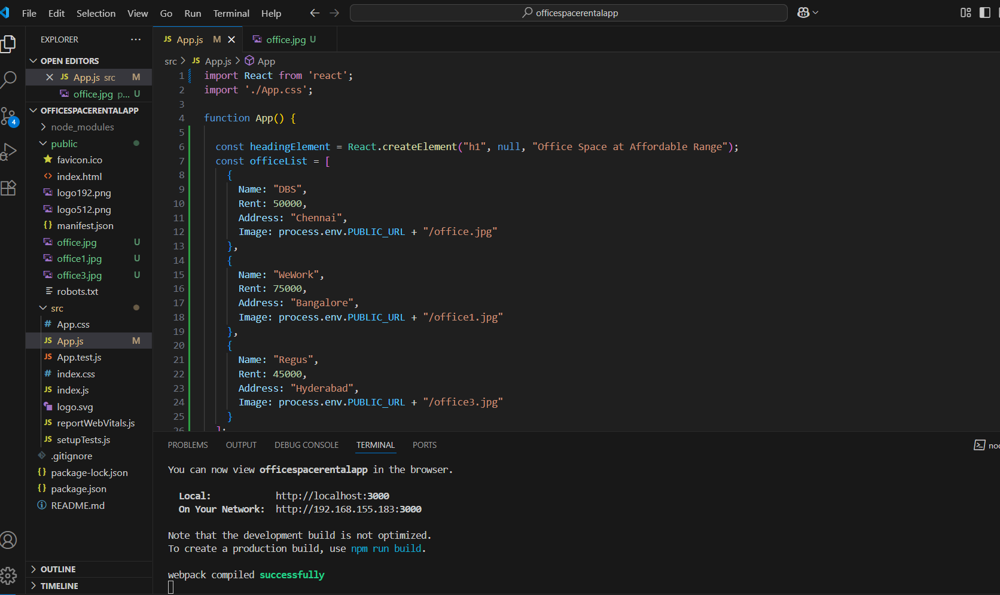 File Edit Selection View Go Run Terminal Help officespacerentalapp
EXPLORER
OPEN EDITORS
JS App.js src M
office.jpg p... U
OFFICESPACERENTALAPP
node_modules
public
favicon.ico
<> index.html
logo192.png
logo512.png
{} manifest.json
office.jpg U
office1.jpg U
office3.jpg U
robots.txt
src
# App.css
JS App.js M
JS App.test.js
# index.css
JS index.js
logo.svg
JS reportWebVitals.js
JS setupTests.js
.gitignore
{} package-lock.json
{} package.json
README.md
OUTLINE
TIMELINE
4
JS App.js M office.jpg U
src > JS App.js > App
1 import React from 'react';
2 import './App.css';
3
4 function App() {
5
6 const headingElement = React.createElement("h1", null, "Office Space at Affordable Range");
7 const officeList = [
8 {
9 Name: "DBS",
10 Rent: 50000,
11 Address: "Chennai",
12 Image: process.env.PUBLIC_URL + "/office.jpg"
13 },
14 {
15 Name: "WeWork",
16 Rent: 75000,
17 Address: "Bangalore",
18 Image: process.env.PUBLIC_URL + "/office1.jpg"
19 },
20 {
21 Name: "Regus",
22 Rent: 45000,
23 Address: "Hyderabad",
24 Image: process.env.PUBLIC_URL + "/office3.jpg"
25 }
26 ];
PROBLEMS OUTPUT DEBUG CONSOLE TERMINAL PORTS
You can now view officespacerentalapp in the browser.
Local: http://localhost:3000
On Your Network: http://192.168.155.183:3000
Note that the development build is not optimized.
To create a production build, use npm run build.
webpack compiled successfully